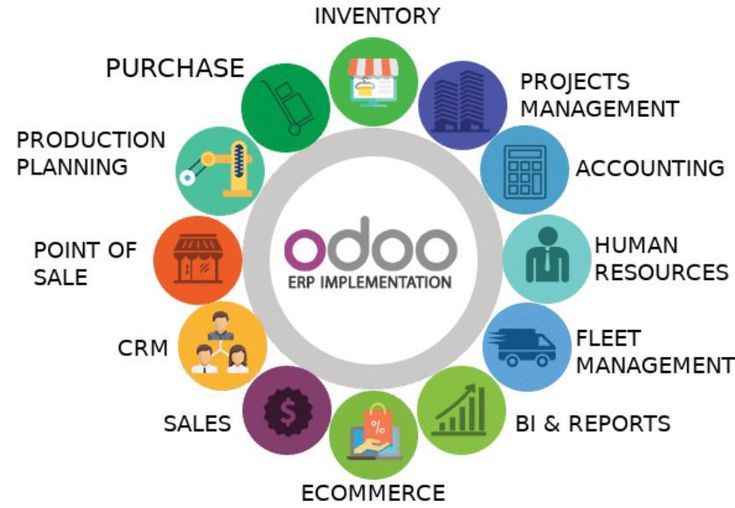 INVENTORY
PURCHASE
PROJECTS
MANAGEMENT
PRODUCTION
PLANNING
ACCOUNTING
POINT OF
SALE
odoo
ERP IMPLEMENTATION
HUMAN
RESOURCES
CRM
FLEET
MANAGEMENT
SALES
$
%
BI & REPORTS
ECOMMERCE